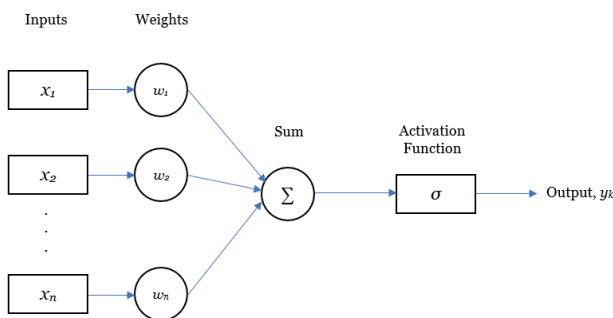 Inputs
Weights
x₁
w₁
Sum
Activation
Function
x₂
w₂
Σ
σ
Output, yₖ
.
.
.
xₙ
wₙ